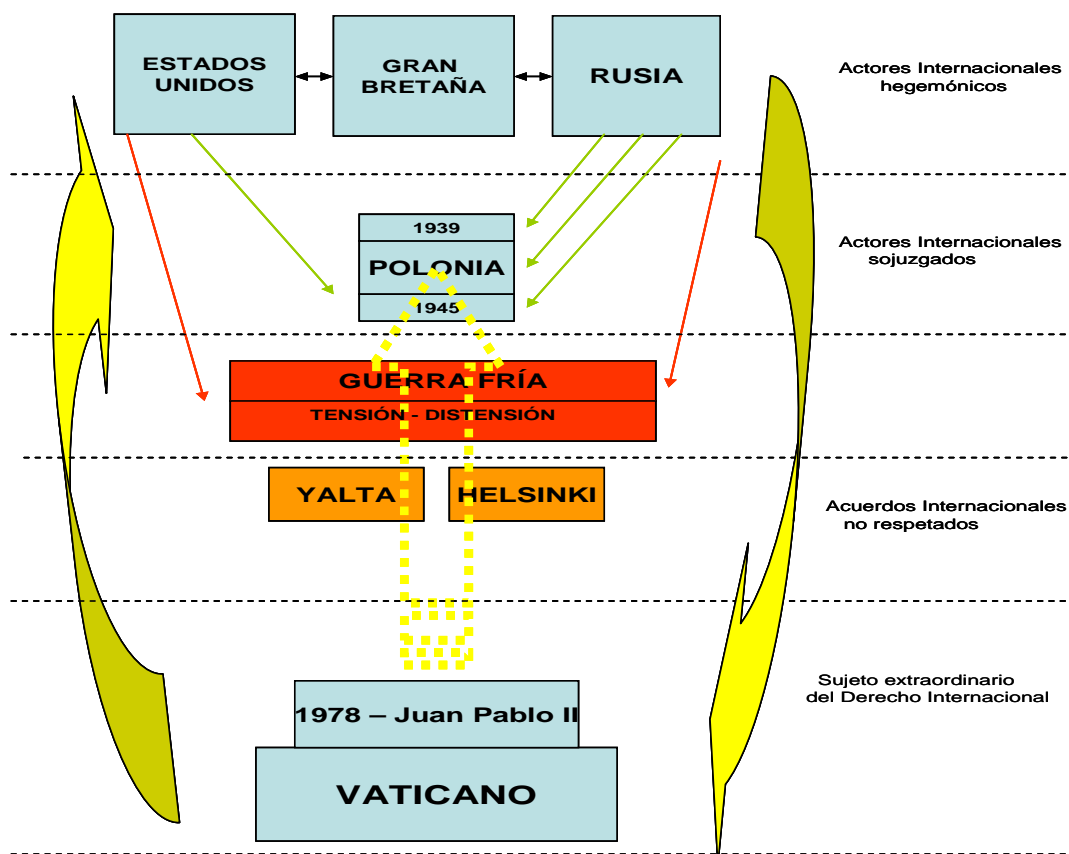 ESTADOS
UNIDOS
GRAN
BRETAÑA
RUSIA
Actores Internacionales
hegemónicos
1939
POLONIA
1945
Actores Internacionales
sojuzgados
GUERRA FRÍA
TENSIÓN - DISTENSIÓN
YALTA
HELSINKI
Acuerdos Internacionales
no respetados
Sujeto extraordinario
del Derecho Internacional
1978 – Juan Pablo II
VATICANO